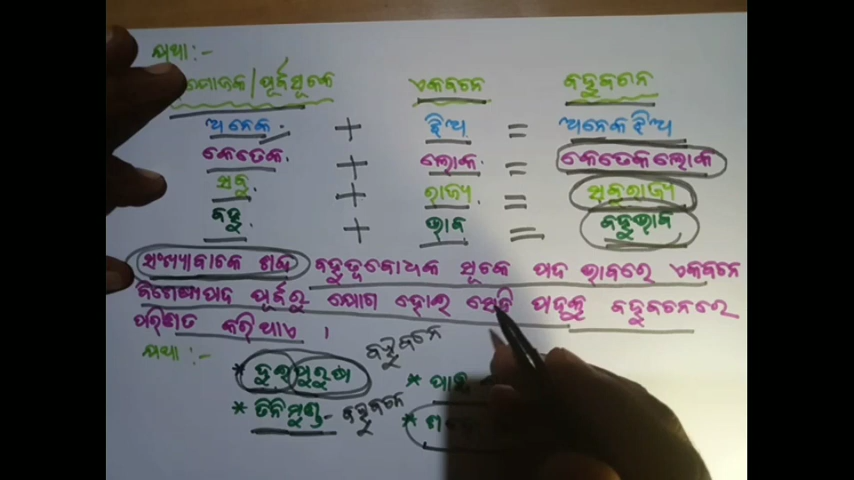 ଯଥା :-
ପୂର୍ବସୂଚକ ଏକବଚନ ବହୁବଚନ
ଅନେକ + ଝିଅ = ଅନେକ ଝିଅ
କେତେକ + ଲୋକ = କେତେକ ଲୋକ
ସବୁ + ରାଜ୍ୟ = ସବୁରାଜ୍ୟ
ବହୁ + ଭାବ = ବହୁଭାବ
ସଂଖ୍ୟାବାଚକ ଶବ୍ଦ ବହୁତ୍ୱବୋଧକ ସୂଚକ ପଦ ଭାବରେ ଏକବଚନ
ବିଶେଷ୍ୟପଦ ପୂର୍ବରୁ ଯୋଗ ହୋଇ ସେହି ପଦକୁ ବହୁବଚନରେ
ପରିଣତ କରିଥାଏ ।
ଯଥା :-
* ଦୁଇପୁରୁଷ ବହୁବଚନ
* ତିନିମୁଣ୍ଡ - ବହୁବଚନ